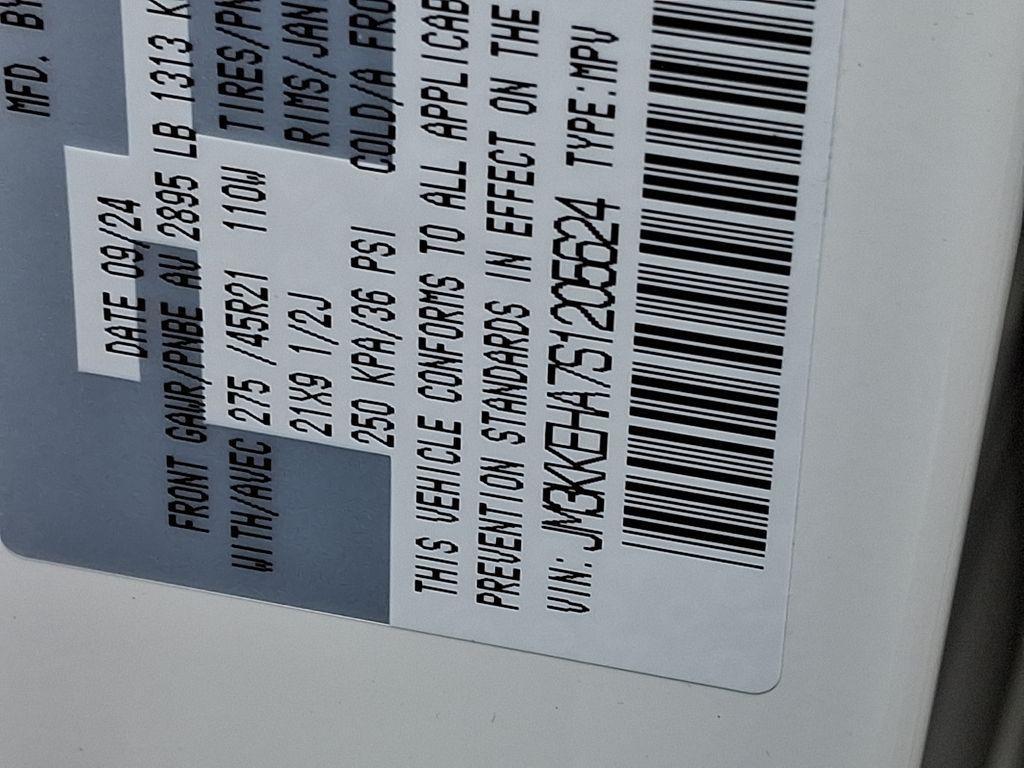 MFD. BY
DATE 09/24
FRONT GAWR/PNBE AV 2895 LB 1313 K
WITH/AVEC 275 /45R21 110W TIRES/PN
21X9 1/2J RIMS/JAN
250 KPA/36 PSI COLD/A FRO
THIS VEHICLE CONFORMS TO ALL APPLICAB
PREVENTION STANDARDS IN EFFECT ON THE
VIN: JM3KKEHA7S1205624 TYPE:MPV